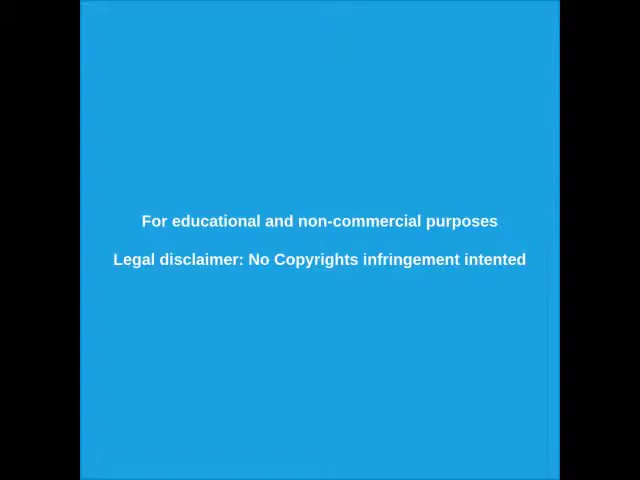 For educational and non-commercial purposes
Legal disclaimer: No Copyrights infringement intented